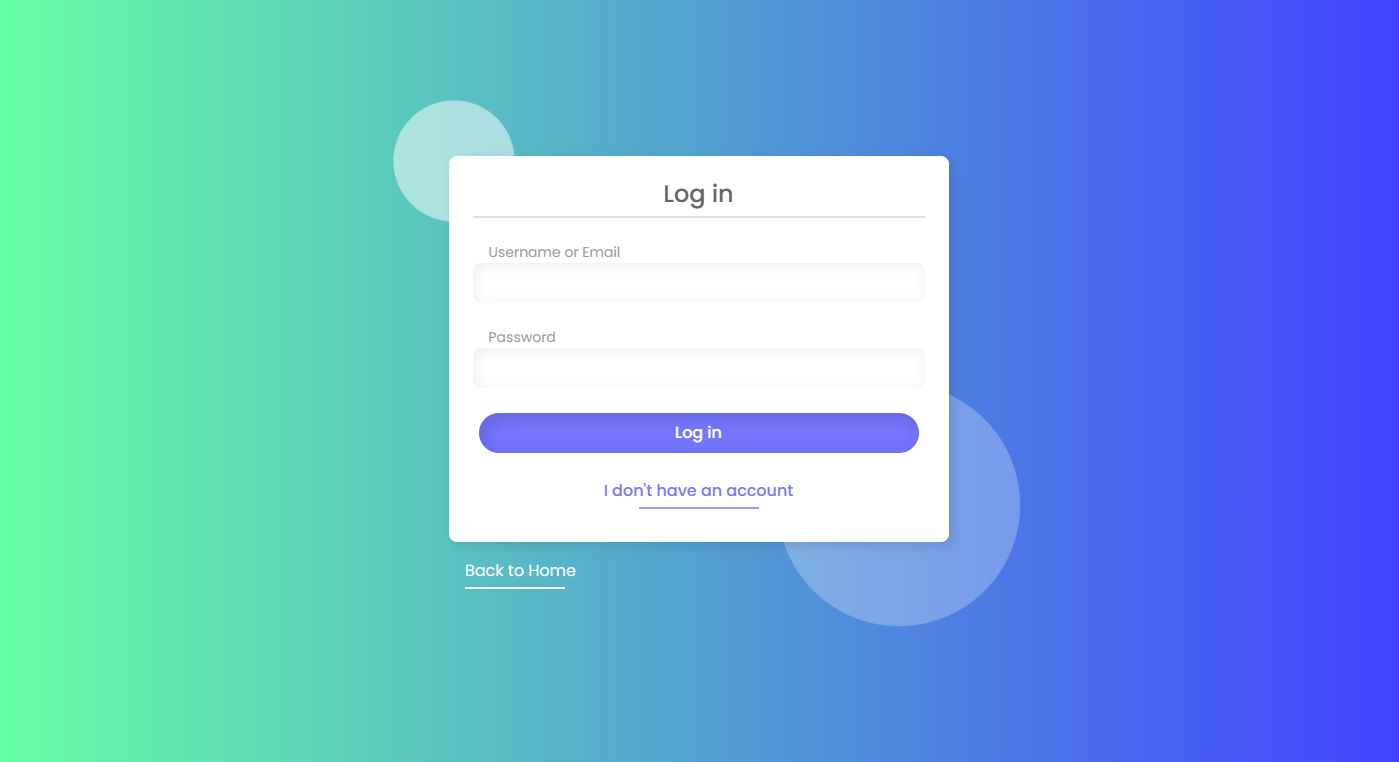 Log in
Username or Email
Password
Log in
I don't have an account
Back to Home